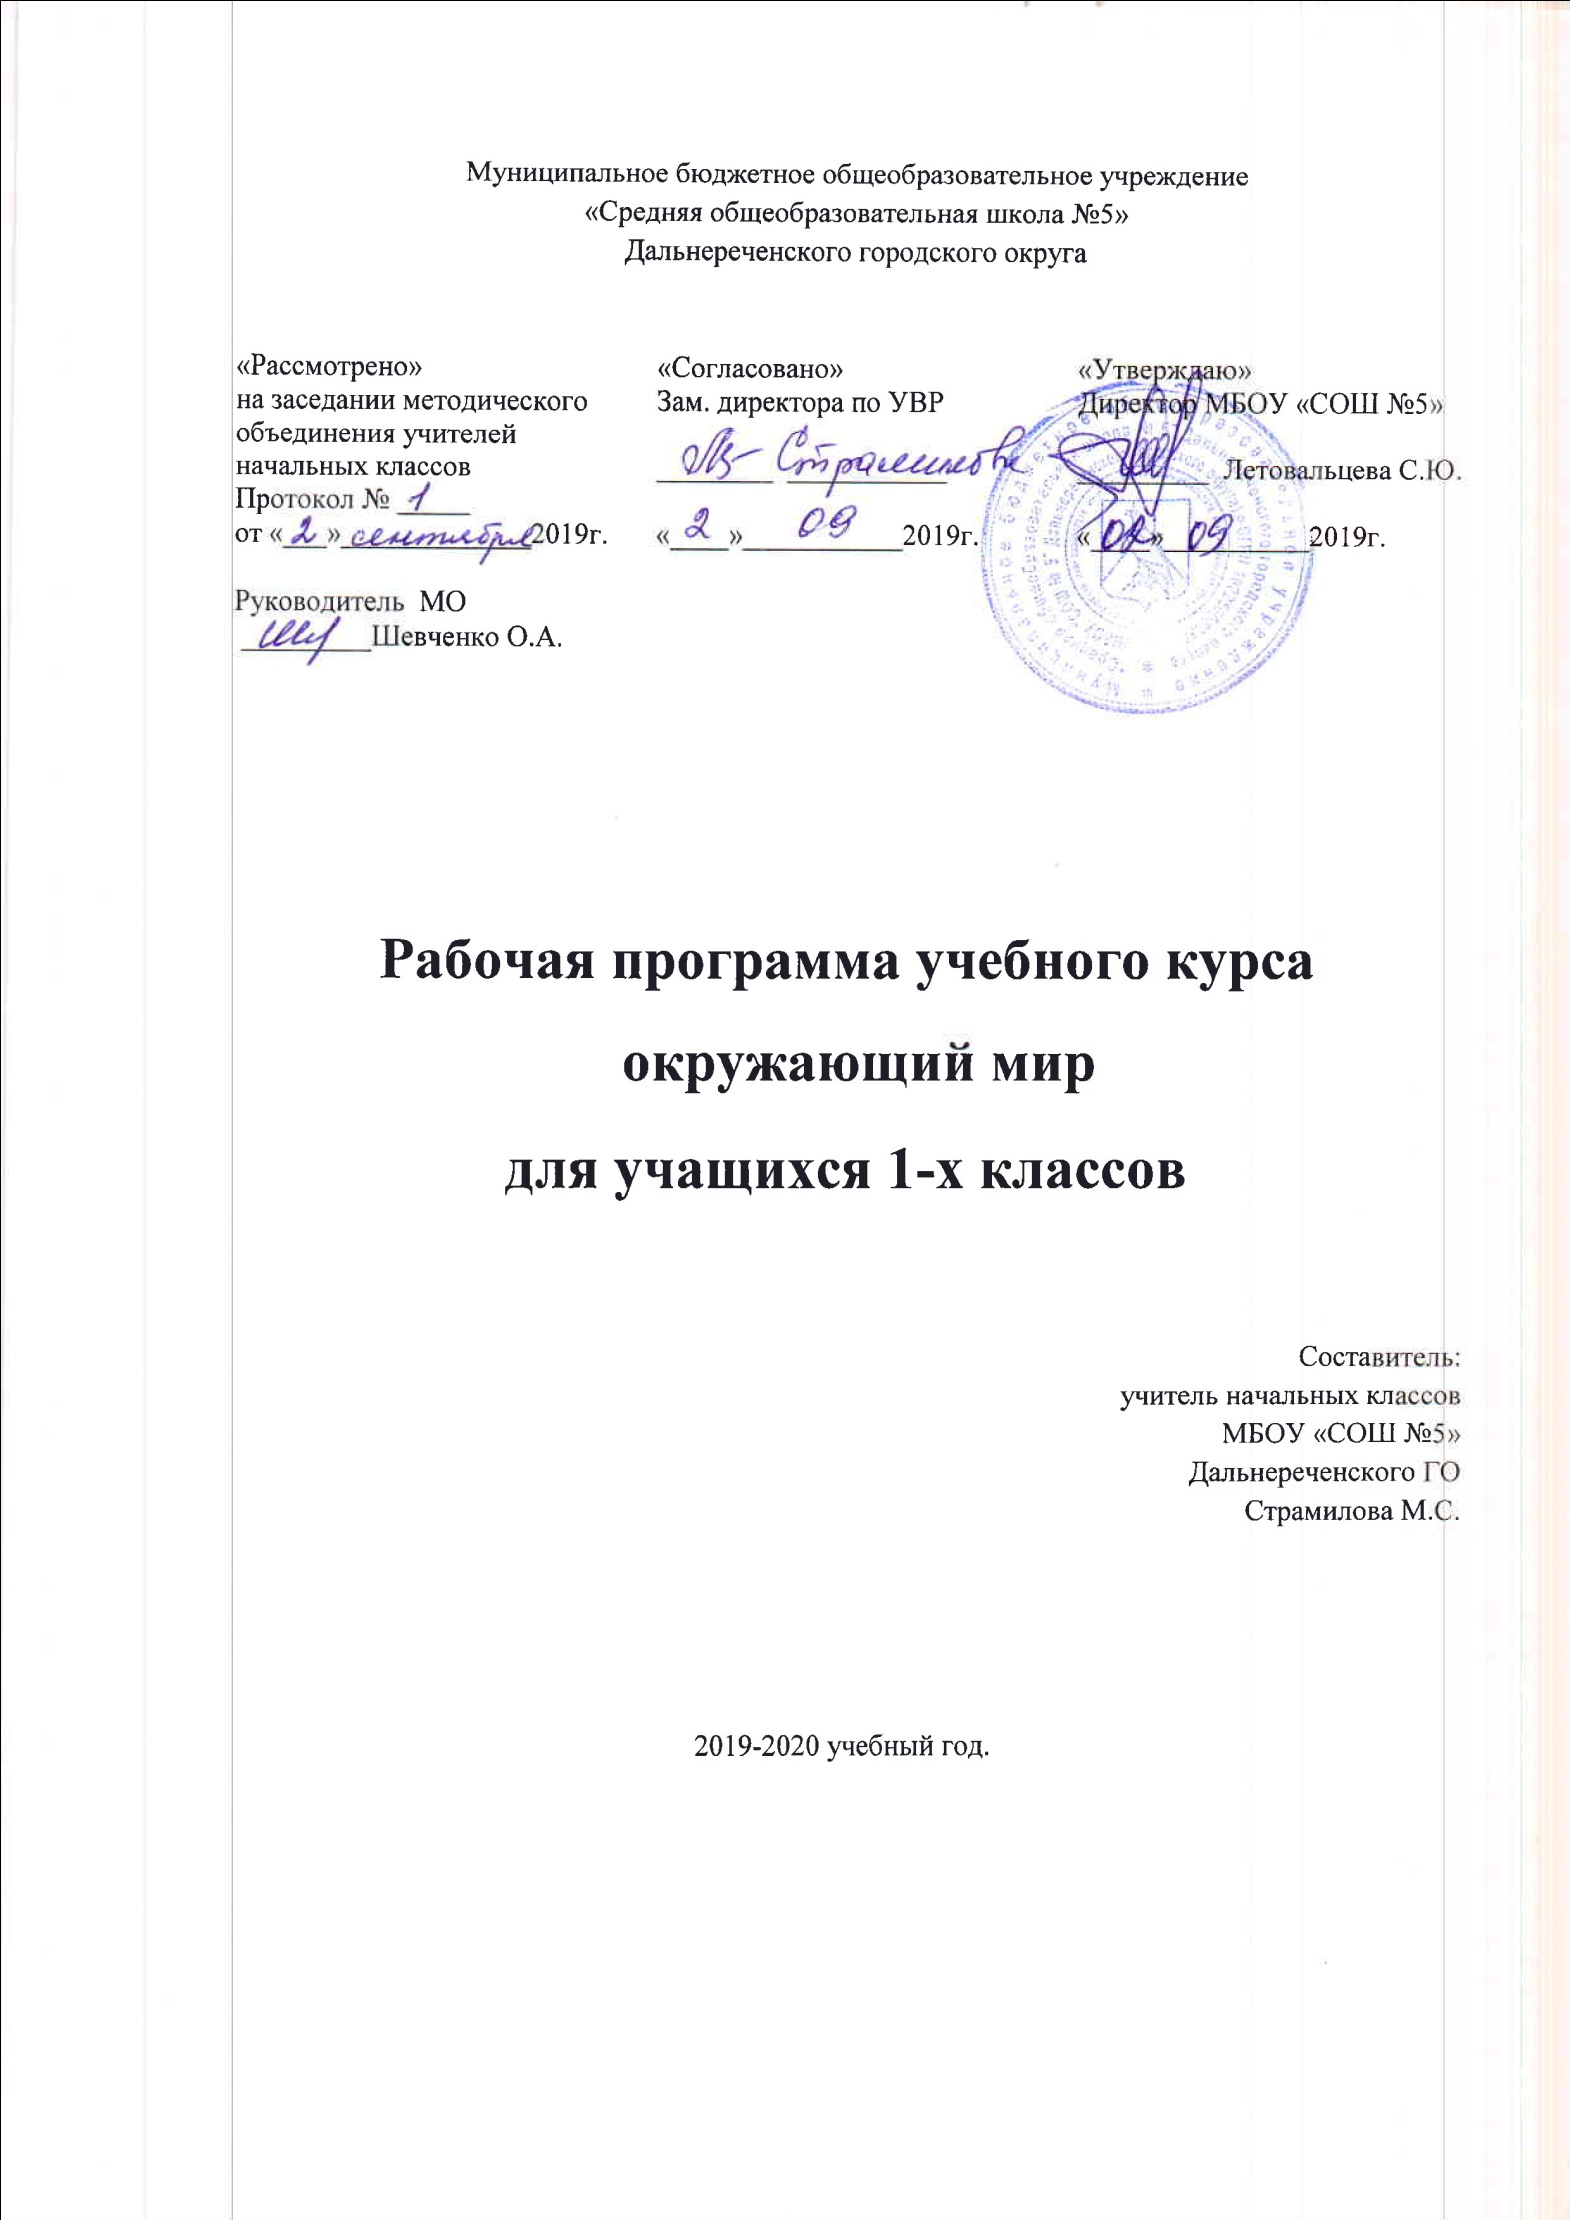 Муниципальное бюджетное общеобразовательное учреждение
«Средняя общеобразовательная школа №5»
Дальнереченского городского округа
«Рассмотрено»
на заседании методического
объединения учителей
начальных классов
Протокол № 1
от «2» сентября 2019г.
Руководитель МО
Шевченко О.А.
«Согласовано»
Зам. директора по УВР
Страмилова
«2» 09 2019г.
«Утверждаю»
Директор МБОУ «СОШ №5»
Летовальцева С.Ю.
«02» 09 2019г.
Рабочая программа учебного курса
окружающий мир
для учащихся 1-х классов
Составитель:
учитель начальных классов
МБОУ «СОШ №5»
Дальнереченского ГО
Страмилова М.С.
2019-2020 учебный год.